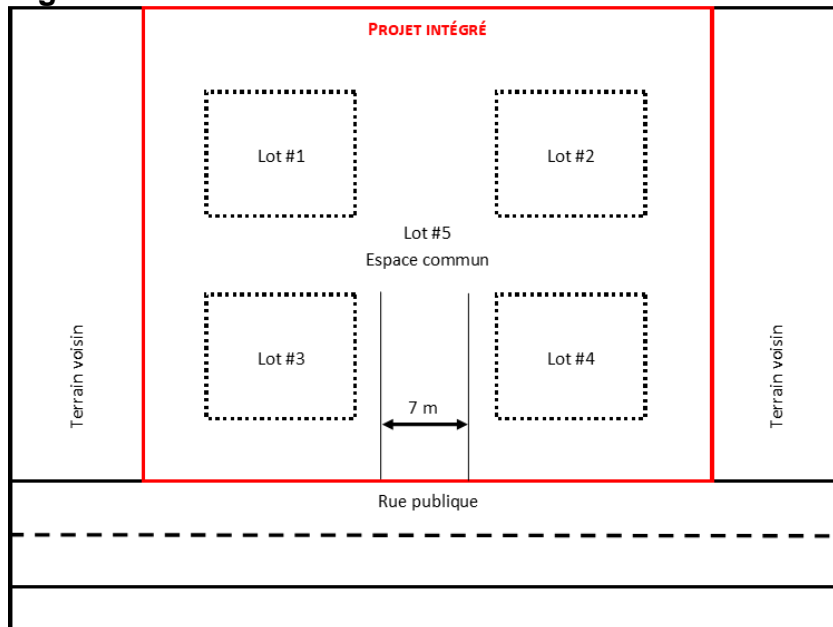 PROJET INTÉGRÉ
Lot #1
Lot #2
Lot #5
Espace commun
Lot #3
Lot #4
7 m
Terrain voisin
Terrain voisin
Rue publique